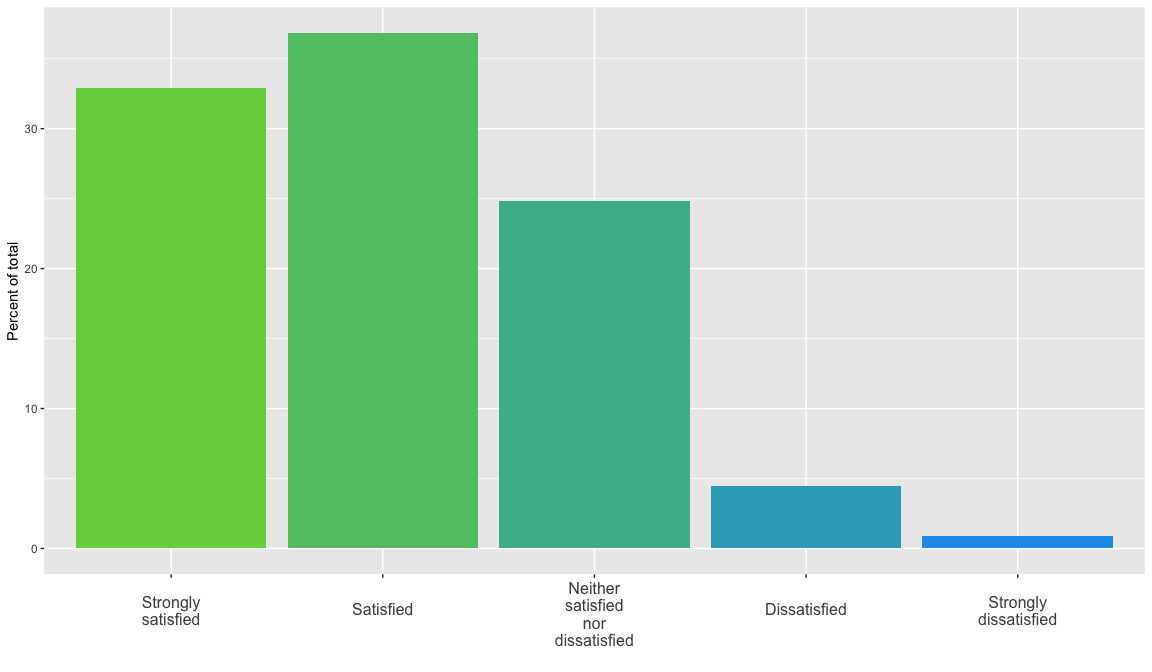 Percent of total
30
20
10
0
Strongly
satisfied
Satisfied
Neither
satisfied
nor
dissatisfied
Dissatisfied
Strongly
dissatisfied